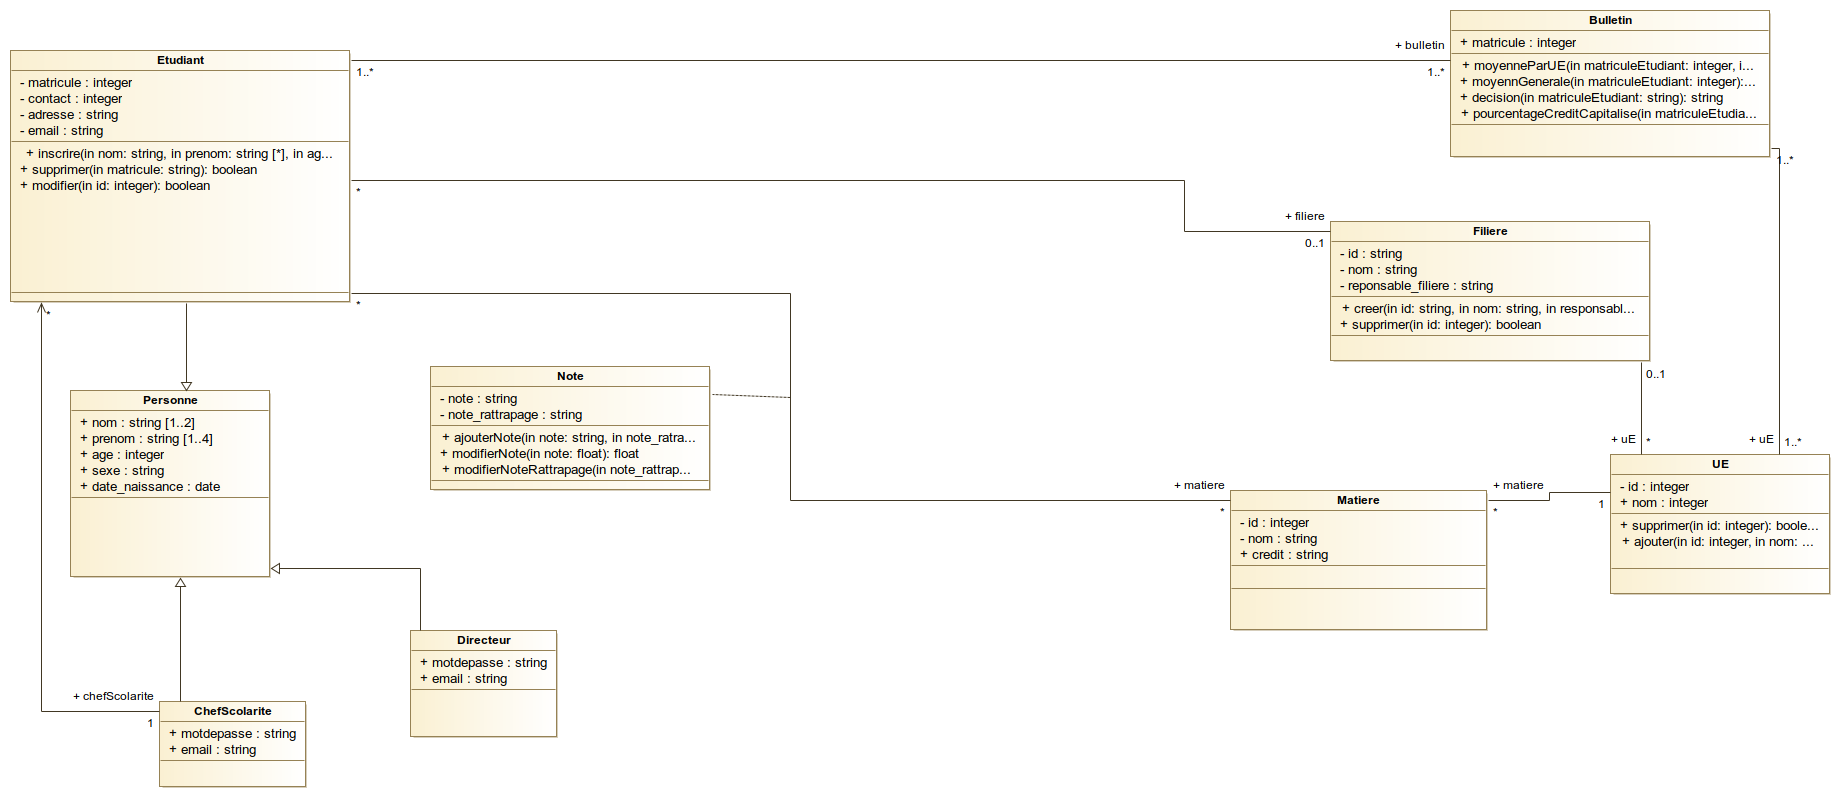 Etudiant
- matricule : integer
- contact : integer
- adresse : string
- email : string
+ inscrire(in nom: string, in prenom: string [*], in ag...
+ supprimer(in matricule: string): boolean
+ modifier(in id: integer): boolean
1..*
+ bulletin
1..*
Bulletin
+ matricule : integer
+ moyenneParUE(in matriculeEtudiant: integer, i...
+ moyennGenerale(in matriculeEtudiant: integer):...
+ decision(in matriculeEtudiant: string): string
+ pourcentageCreditCapitalise(in matriculeEtudia...
1..*
*
+ filiere
0..1
Filiere
- id : string
- nom : string
- reponsable_filiere : string
+ creer(in id: string, in nom: string, in responsabl...
+ supprimer(in id: integer): boolean
0..1
*
*
Note
- note : string
- note_rattrapage : string
+ ajouterNote(in note: string, in note_ratra...
+ modifierNote(in note: float): float
+ modifierNoteRattrapage(in note_rattrap...
Personne
+ nom : string [1..2]
+ prenom : string [1..4]
+ age : integer
+ sexe : string
+ date_naissance : date
+ uE
*
+ uE
1..*
UE
- id : integer
+ nom : integer
+ supprimer(in id: integer): boole...
+ ajouter(in id: integer, in nom: ...
+ matiere
*
Matiere
- id : integer
- nom : string
+ credit : string
+ matiere
*
1
Directeur
+ motdepasse : string
+ email : string
+ chefScolarite
1
ChefScolarite
+ motdepasse : string
+ email : string